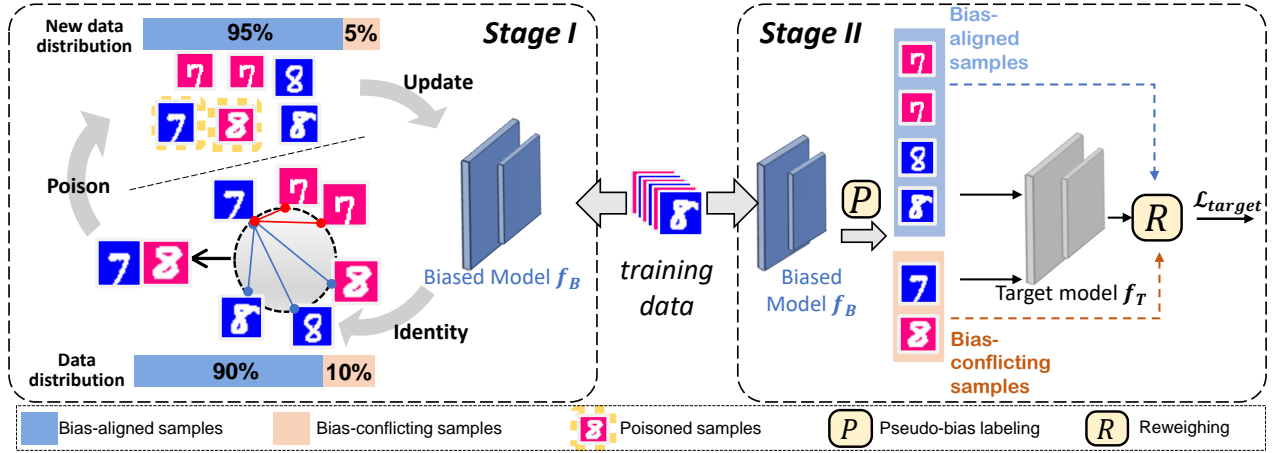 New data
distribution
95%
5%
Stage I
Update
Poison
Biased Model f_B
Identity
Data
distribution
90%
10%
training
data
Stage II
Bias-
aligned
samples
P
Biased
Model f_B
Target model f_T
R
ℒ_target
Bias-
conflicting
samples
Bias-aligned samples
Bias-conflicting samples
Poisoned samples
P
Pseudo-bias labeling
R
Reweighing